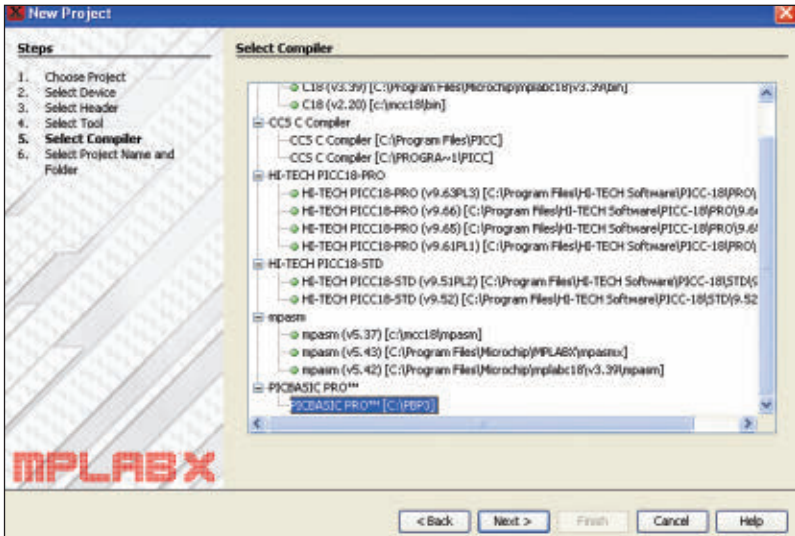 New Project
Steps
1. Choose Project
2. Select Device
3. Select Header
4. Select Tool
5. Select Compiler
6. Select Project Name and
Folder
MPLABX
Select Compiler
C18 (v3.39) [C:\Program Files\Microchip\mplabc18\v3.39\bin]
C18 (v2.20) [c:\mcc18\bin]
CCS C Compiler
CCS C Compiler [C:\Program Files\PICC]
CCS C Compiler [C:\PROGRA~1\PICC]
HI-TECH PICC18-PRO
HI-TECH PICC18-PRO (v9.63PL3) [C:\Program Files\HI-TECH Software\PICC-18\PRO\
HI-TECH PICC18-PRO (v9.66) [C:\Program Files\HI-TECH Software\PICC-18\PRO\9.6
HI-TECH PICC18-PRO (v9.65) [C:\Program Files\HI-TECH Software\PICC-18\PRO\9.6
HI-TECH PICC18-PRO (v9.61PL1) [C:\Program Files\HI-TECH Software\PICC-18\PRO\
HI-TECH PICC18-STD
HI-TECH PICC18-STD (v9.51PL2) [C:\Program Files\HI-TECH Software\PICC-18\STD\9
HI-TECH PICC18-STD (v9.52) [C:\Program Files\HI-TECH Software\PICC-18\STD\9.52
mpasm
mpasm (v5.37) [c:\mcc18\mpasm]
mpasm (v5.43) [C:\Program Files\Microchip\MPLABX\mpasmx]
mpasm (v5.42) [C:\Program Files\Microchip\mplabc18\v3.39\mpasm]
PICBASIC PRO™
PICBASIC PRO™ [C:\PBP3]
< Back
Next >
Finish
Cancel
Help